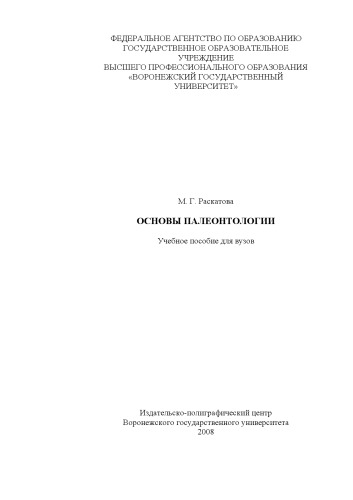 ФЕДЕРАЛЬНОЕ АГЕНТСТВО ПО ОБРАЗОВАНИЮ
ГОСУДАРСТВЕННОЕ ОБРАЗОВАТЕЛЬНОЕ
УЧРЕЖДЕНИЕ
ВЫСШЕГО ПРОФЕССИОНАЛЬНОГО ОБРАЗОВАНИЯ
«ВОРОНЕЖСКИЙ ГОСУДАРСТВЕННЫЙ
УНИВЕРСИТЕТ»
М. Г. Раскатова
ОСНОВЫ ПАЛЕОНТОЛОГИИ
Учебное пособие для вузов
Издательско-полиграфический центр
Воронежского государственного университета
2008